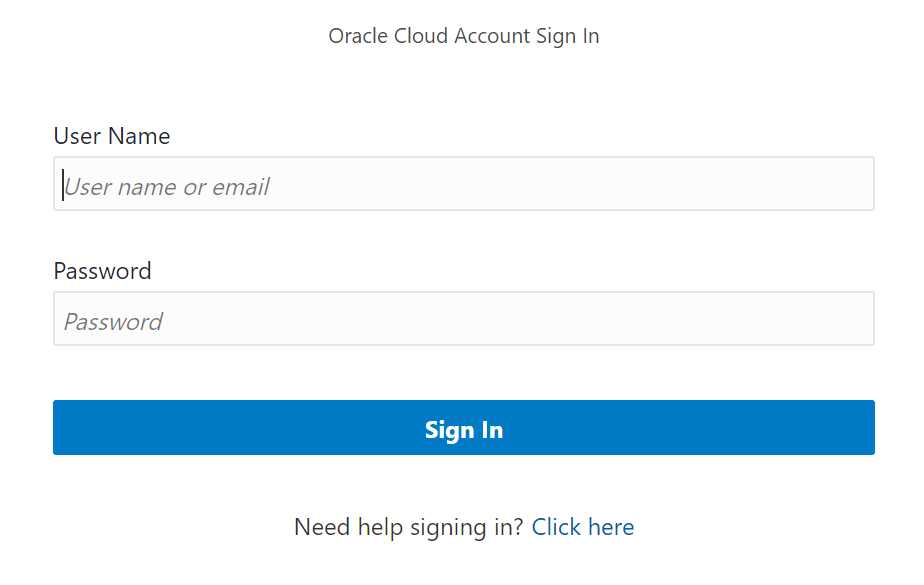 Oracle Cloud Account Sign In
User Name
User name or email
Password
Password
Sign In
Need help signing in? Click here